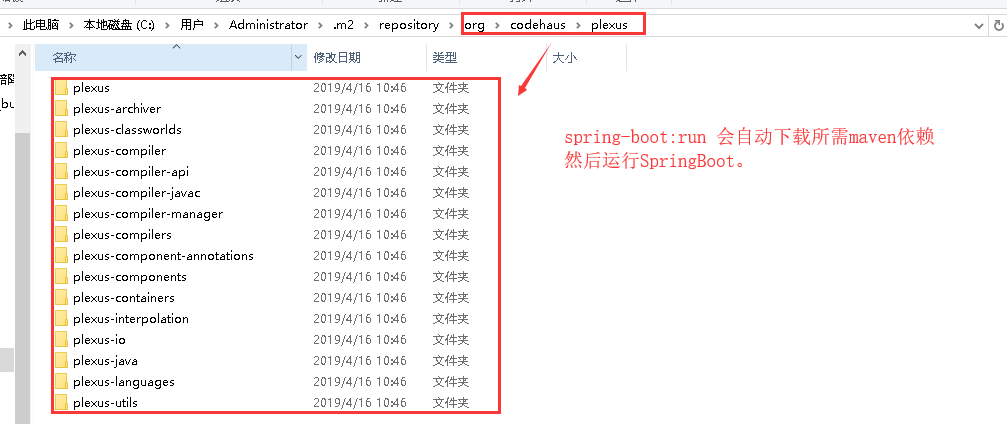 此电脑 › 本地磁盘 (C:) › 用户 › Administrator › .m2 › repository › org › codehaus › plexus
名称 修改日期 类型 大小
plexus 2019/4/16 10:46 文件夹
plexus-archiver 2019/4/16 10:46 文件夹
plexus-classworlds 2019/4/16 10:46 文件夹
plexus-compiler 2019/4/16 10:46 文件夹
plexus-compiler-api 2019/4/16 10:46 文件夹
plexus-compiler-javac 2019/4/16 10:46 文件夹
plexus-compiler-manager 2019/4/16 10:46 文件夹
plexus-compilers 2019/4/16 10:46 文件夹
plexus-component-annotations 2019/4/16 10:46 文件夹
plexus-components 2019/4/16 10:46 文件夹
plexus-containers 2019/4/16 10:46 文件夹
plexus-interpolation 2019/4/16 10:46 文件夹
plexus-io 2019/4/16 10:46 文件夹
plexus-java 2019/4/16 10:46 文件夹
plexus-languages 2019/4/16 10:46 文件夹
plexus-utils 2019/4/16 10:46 文件夹
spring-boot:run 会自动下载所需maven依赖
然后运行SpringBoot。